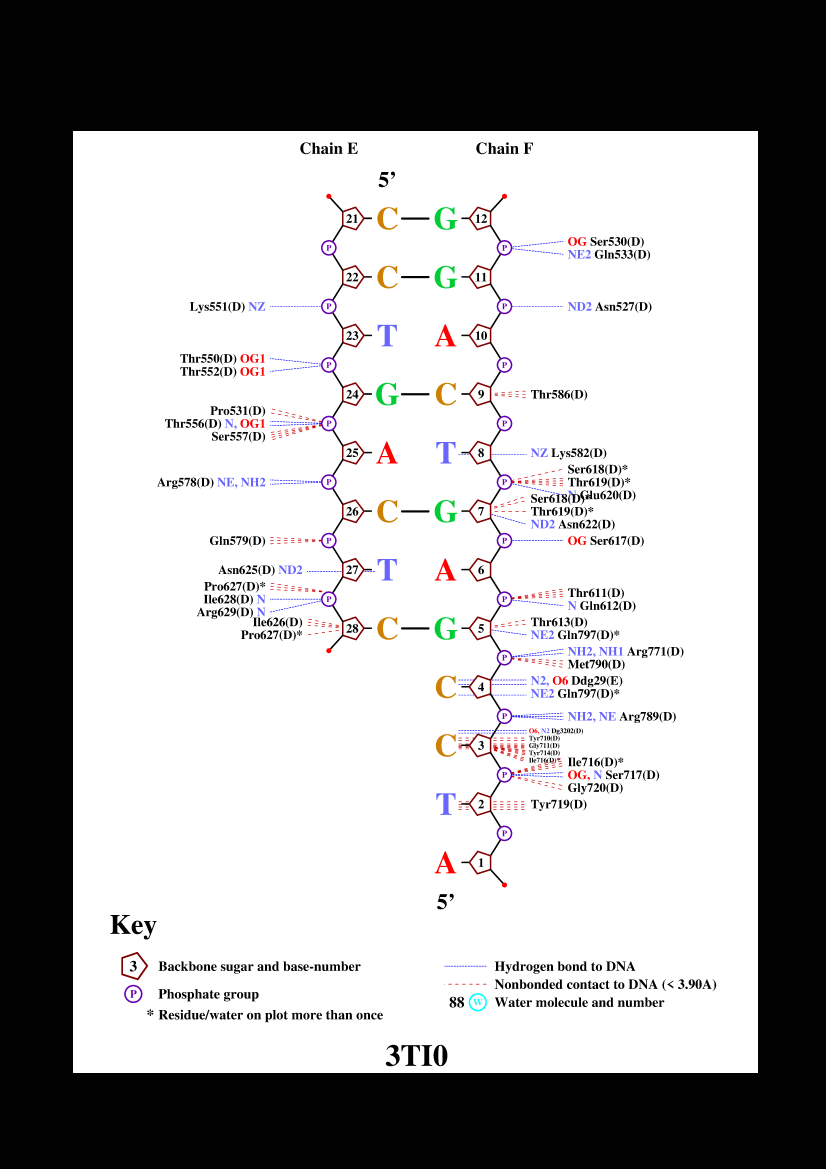 Chain E Chain F
5’
21 C G 12
P P OG Ser530(D)
NE2 Gln533(D)
22 C G 11
Lys551(D) NZ P P ND2 Asn527(D)
23 T A 10
Thr550(D) OG1 P P
Thr552(D) OG1
24 G C 9 Thr586(D)
Pro531(D)
Thr556(D) N, OG1 P P
Ser557(D)
25 A T 8 NZ Lys582(D)
Ser618(D)*
Arg578(D) NE, NH2 P P Thr619(D)*
N Glu620(D)
Ser618(D)*
26 C G 7 Thr619(D)*
ND2 Asn622(D)
Gln579(D) P P OG Ser617(D)
Asn625(D) ND2 27 T A 6
Pro627(D)* Thr611(D)
Ile628(D) N P P N Gln612(D)
Arg629(D) N
Ile626(D) 28 C G 5 Thr613(D)
Pro627(D)* NE2 Gln797(D)*
P NH2, NH1 Arg771(D)
Met790(D)
C 4 N2, O6 Ddg29(E)
NE2 Gln797(D)*
P NH2, NE Arg789(D)
O6, N2 Dg3202(D)
Tyr710(D)
C 3 Gly711(D)
Tyr714(D)
Ile716(D)*
Ile716(D)*
P OG, N Ser717(D)
Gly720(D)
T 2 Tyr719(D)
P
A 1
5’
Key
3 Backbone sugar and base-number
P Phosphate group
* Residue/water on plot more than once
Hydrogen bond to DNA
Nonbonded contact to DNA (< 3.90A)
88 W Water molecule and number
3TI0